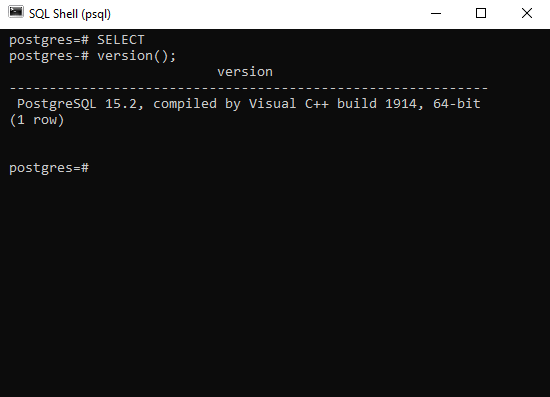 SQL Shell (psql)
postgres=# SELECT
postgres-# version();
version
------------------------------------------------------------
PostgreSQL 15.2, compiled by Visual C++ build 1914, 64-bit
(1 row)
postgres=#